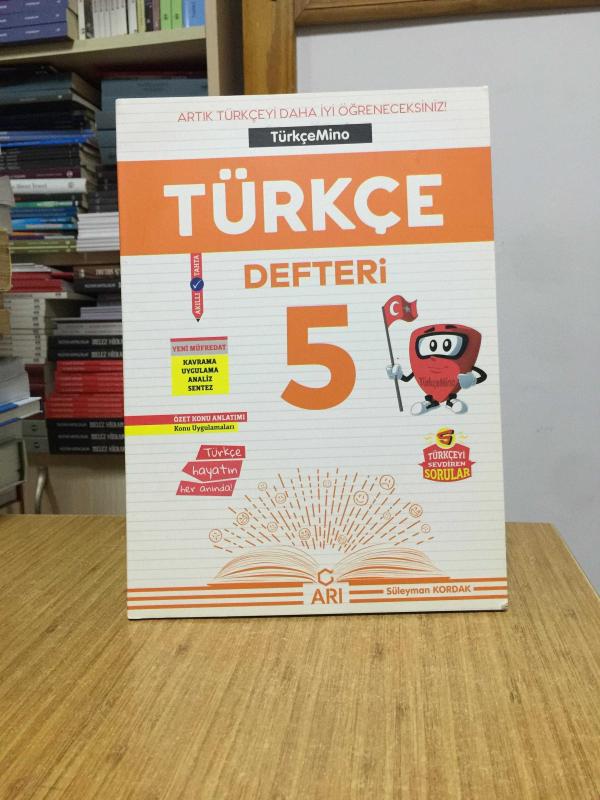 ARTIK TÜRKÇEYİ DAHA İYİ ÖĞRENECEKSİNİZ!
TürkçeMino
TÜRKÇE
DEFTERi
AKILLI TAHTA
5
YENİ MÜFREDAT
KAVRAMA
UYGULAMA
ANALİZ
SENTEZ
TürkçeMino
ÖZET KONU ANLATIMI
Konu Uygulamaları
Türkçe
hayatın
her anında!
5
TÜRKÇEYİ
SEVDİREN
SORULAR
ARI
Süleyman KORDAK